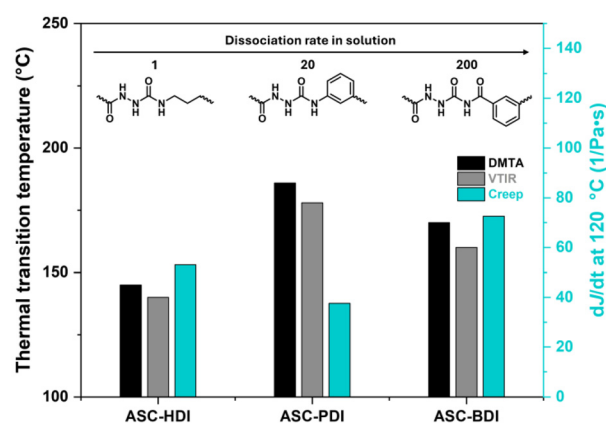 Dissociation rate in solution
1 20 200
O H N N H O N H
O H N N H O N H
O H N N H O N H O
DMTA
VTIR
Creep
Thermal transition temperature (°C)
250
200
150
100
dJ/dt at 120 °C (1/Pa•s)
140
120
100
80
60
40
20
0
ASC-HDI ASC-PDI ASC-BDI